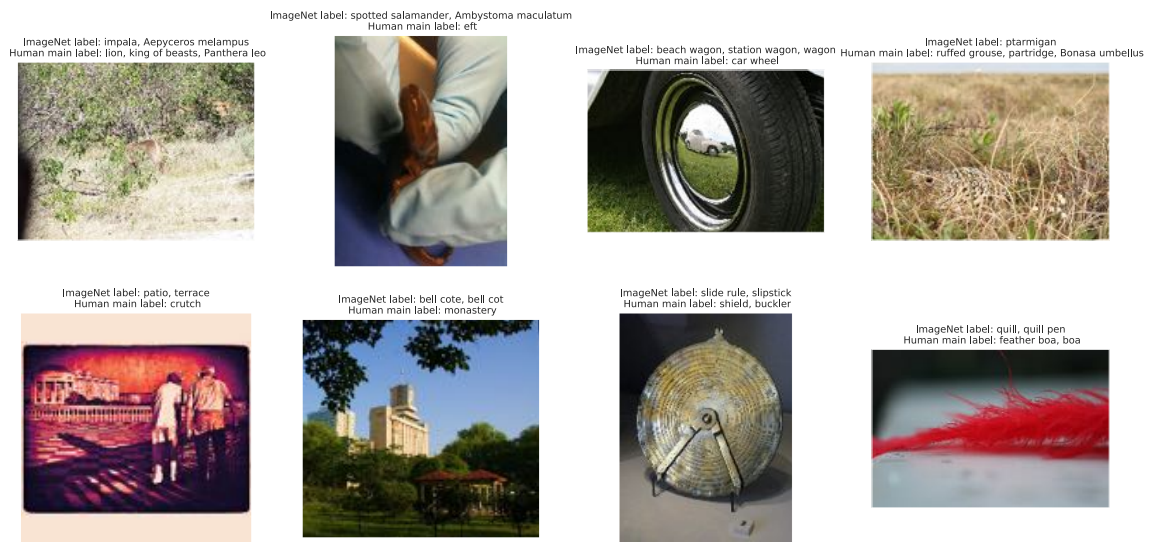 ImageNet label: impala, Aepyceros melampus
Human main label: lion, king of beasts, Panthera leo
ImageNet label: spotted salamander, Ambystoma maculatum
Human main label: eft
ImageNet label: beach wagon, station wagon, wagon
Human main label: car wheel
ImageNet label: ptarmigan
Human main label: ruffed grouse, partridge, Bonasa umbellus
ImageNet label: patio, terrace
Human main label: crutch
ImageNet label: bell cote, bell cot
Human main label: monastery
ImageNet label: slide rule, slipstick
Human main label: shield, buckler
ImageNet label: quill, quill pen
Human main label: feather boa, boa